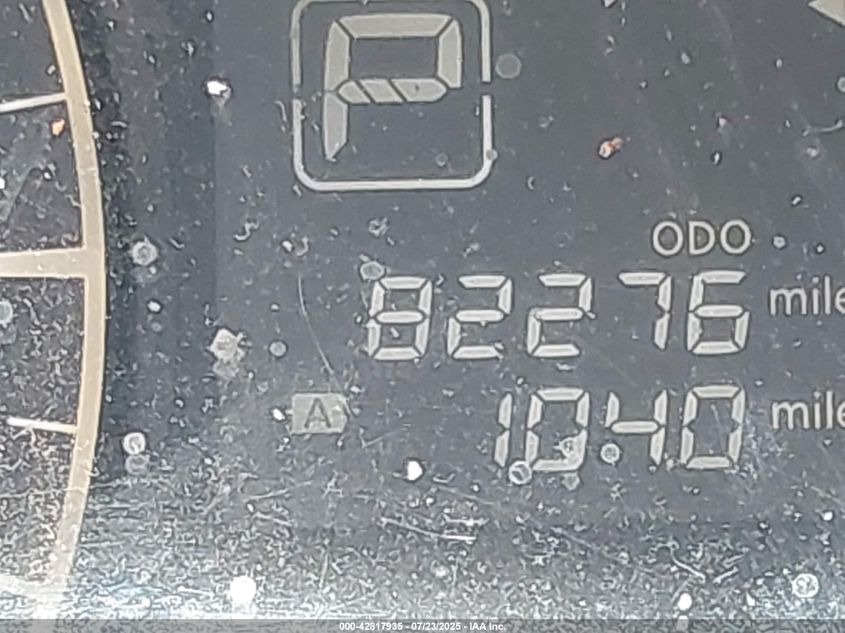 P
ODO
82276 mile
A 1040 mile
000-42817935 - 07/23/2025 - IAA Inc.